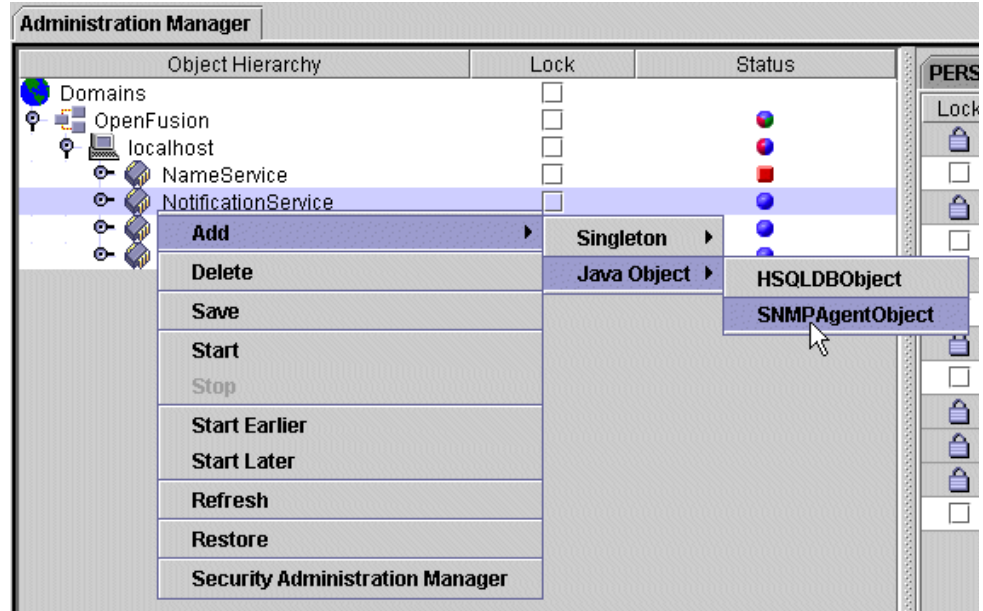 Administration Manager
Object Hierarchy Lock Status
PERS
Lock
Domains
OpenFusion
localhost
NameService
NotificationService
Add
Delete
Save
Start
Stop
Start Earlier
Start Later
Refresh
Restore
Security Administration Manager
Singleton
Java Object
HSQLDBObject
SNMPAgentObject